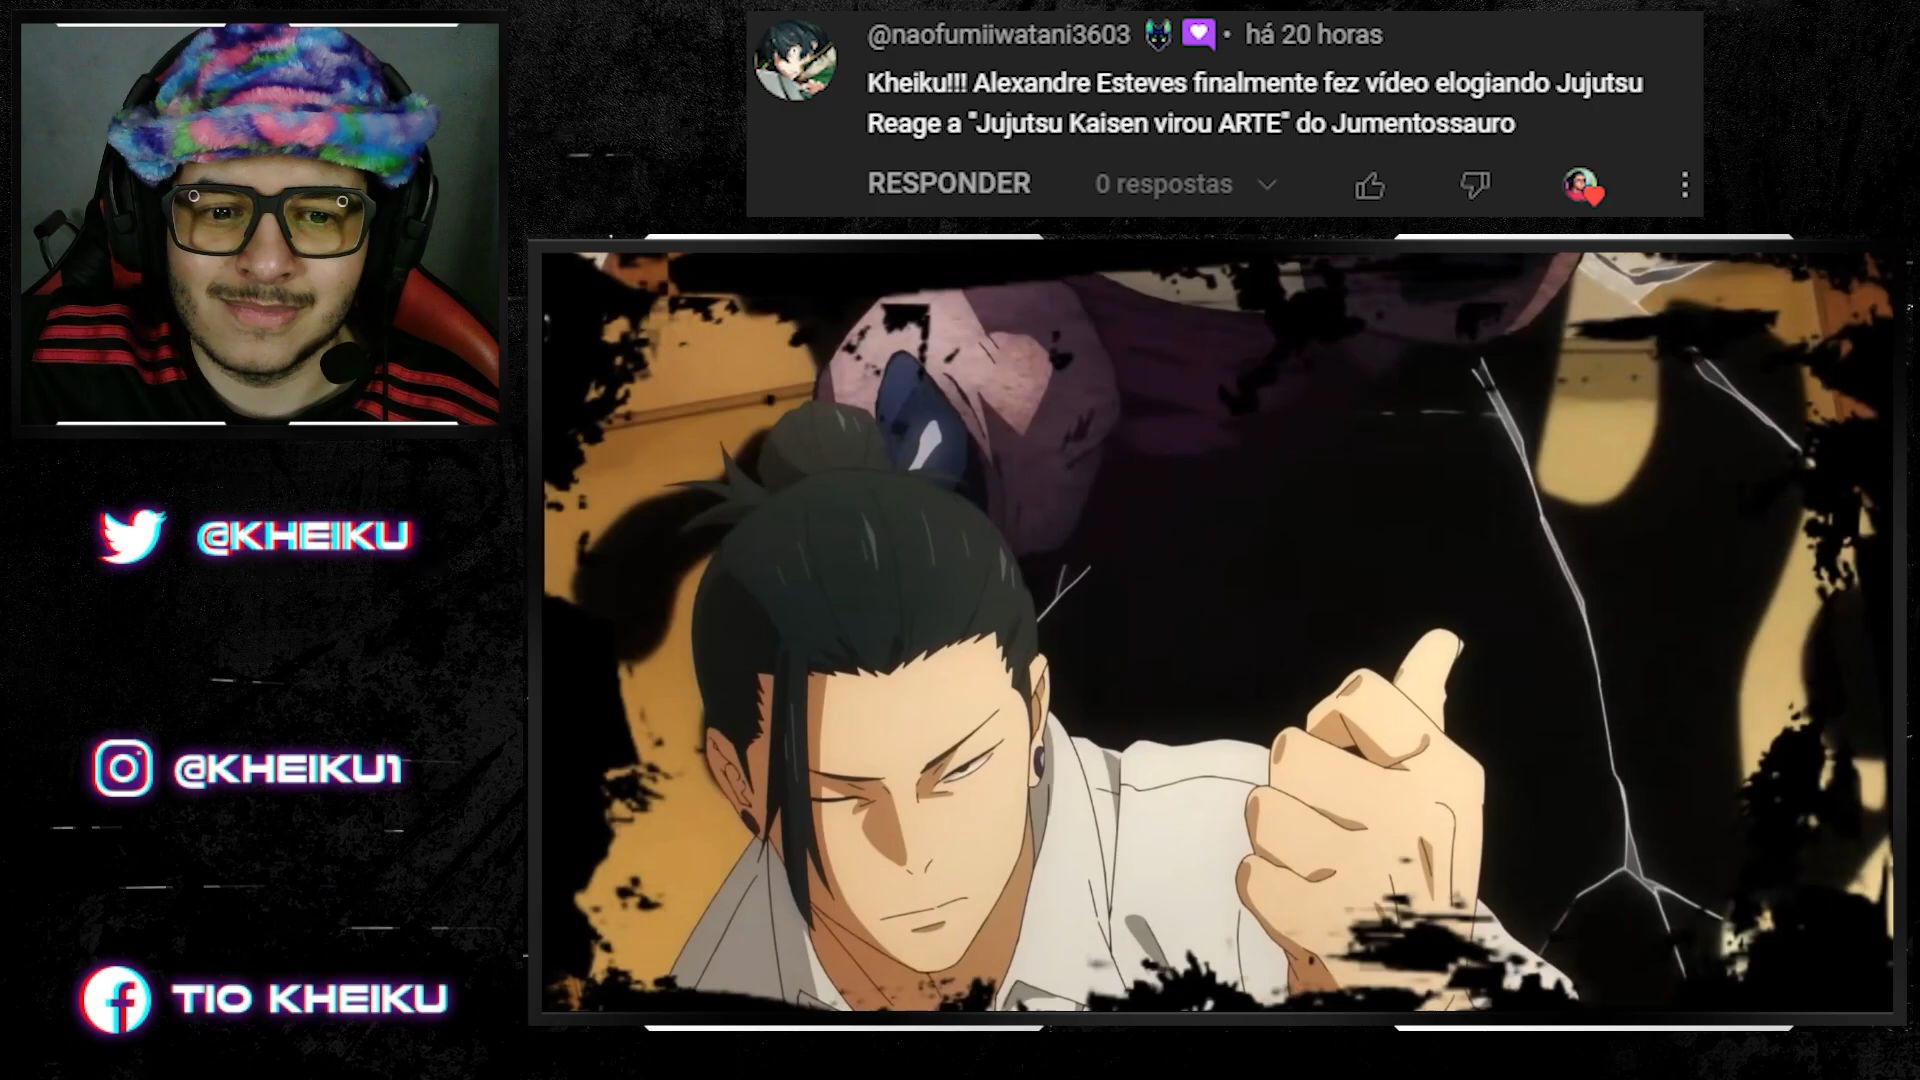 @naofumiiwatani3603 • há 20 horas
Kheiku!!! Alexandre Esteves finalmente fez vídeo elogiando Jujutsu
Reage a "Jujutsu Kaisen virou ARTE" do Jumentossauro
RESPONDER 0 respostas
@KHEIKU
@KHEIKU1
TIO KHEIKU